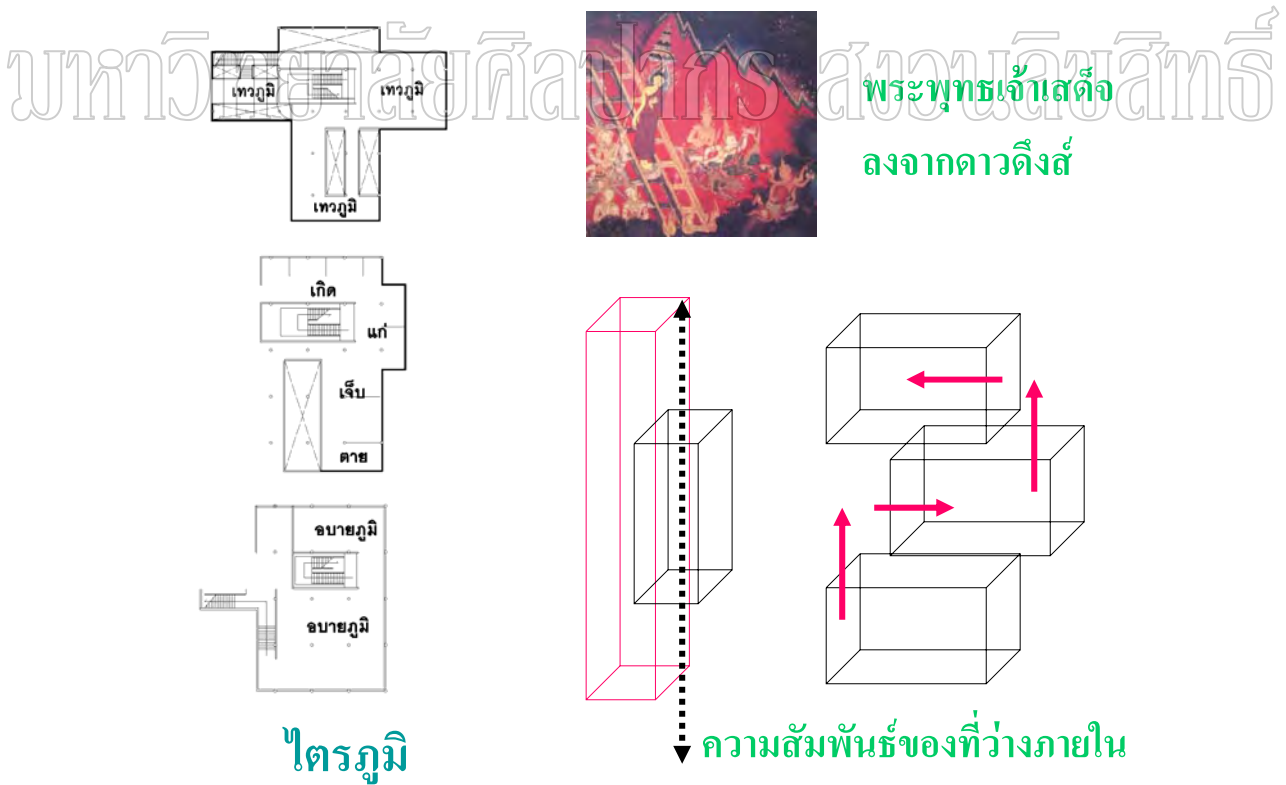 มหาวิทยาลัยศิลปากร สงวนลิขสิทธิ์
เทวภูมิ
เทวภูมิ
เทวภูมิ
พระพุทธเจ้าเสด็จ
ลงจากดาวดึงส์
เกิด
แก่
เจ็บ
ตาย
อบายภูมิ
อบายภูมิ
ไตรภูมิ
ความสัมพันธ์ของที่ว่างภายใน